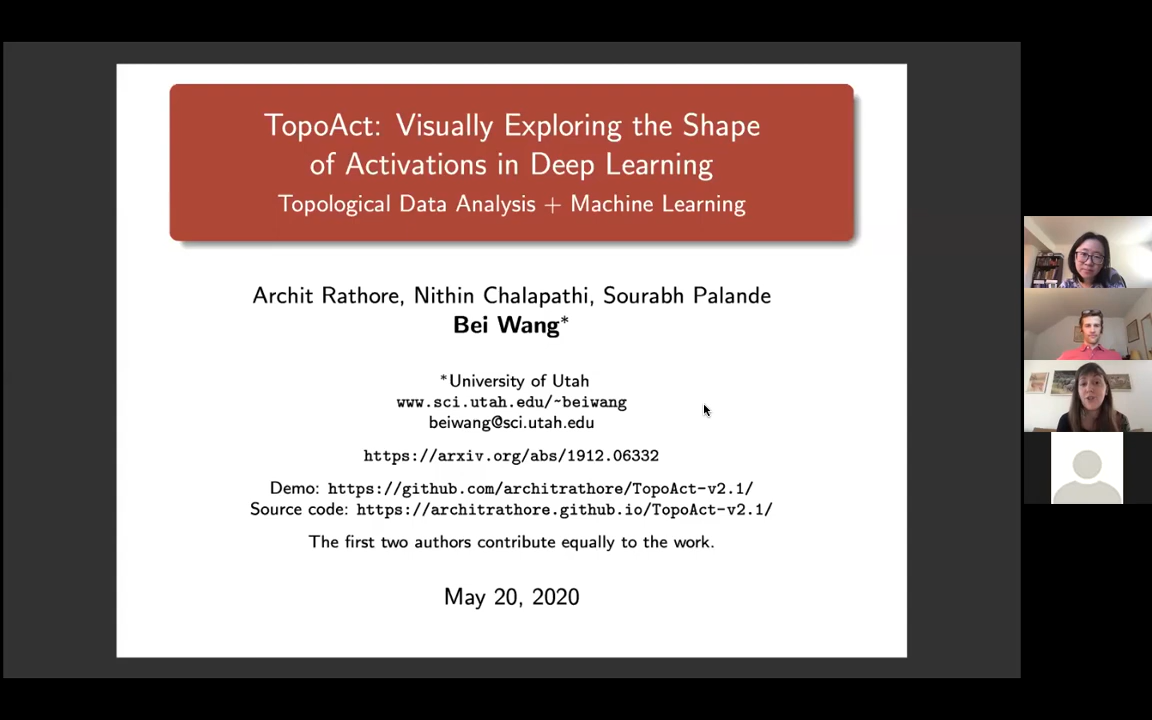 TopoAct: Visually Exploring the Shape
of Activations in Deep Learning
Topological Data Analysis + Machine Learning
Archit Rathore, Nithin Chalapathi, Sourabh Palande
Bei Wang*
*University of Utah
www.sci.utah.edu/~beiwang
beiwang@sci.utah.edu
https://arxiv.org/abs/1912.06332
Demo: https://github.com/architrathore/TopoAct-v2.1/
Source code: https://architrathore.github.io/TopoAct-v2.1/
The first two authors contribute equally to the work.
May 20, 2020